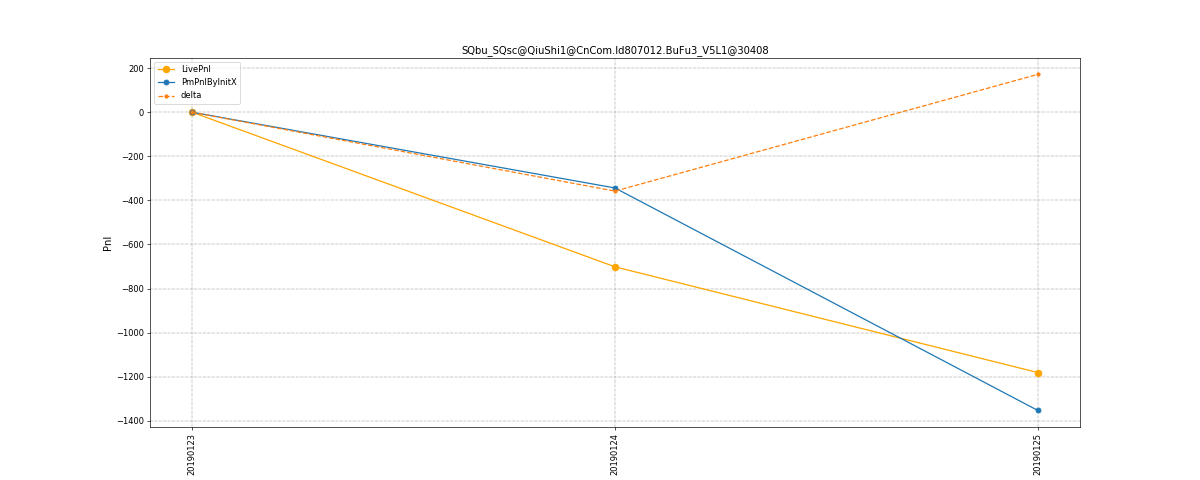 SQbu_SQsc@QiuShi1@CnCom.Id807012.BuFu3_V5L1@30408
LivePnl
PmPnlByInitX
delta
200
0
−200
−400
−600
−800
−1000
−1200
−1400
Pnl
20190123
20190124
20190125